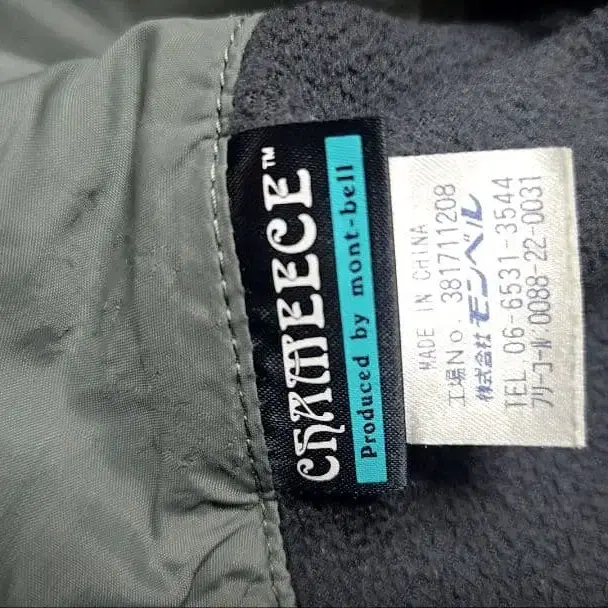 CHAMEECE™
Produced by mont-bell
MADE IN CHINA
工場No. 381711208
株式会社 モンベル
TEL 06-6531-3544
フリーコール:0088-22-0031